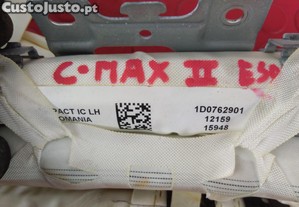 CustoJusto.pt
C-MAX II ESQ
PACT IC LH
OMANIA
1D0762901
12159
15948